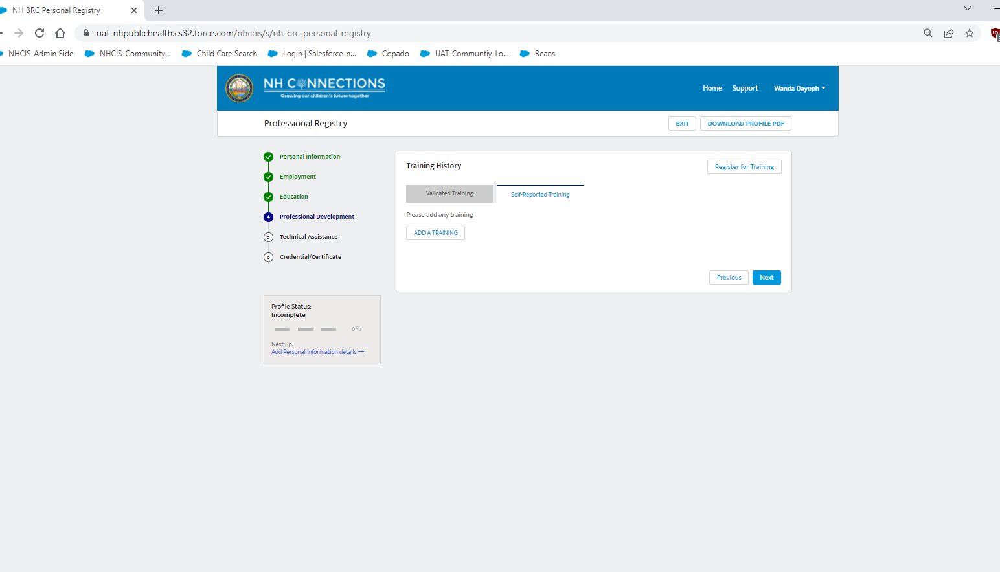 NH BRC Personal Registry
uat-nhpublichealth.cs32.force.com/nhccis/s/nh-brc-personal-registry
NHCIS-Admin Side
NHCIS-Community...
Child Care Search
Login | Salesforce-n...
Copado
UAT-Communtiy-Lo...
Beans
NH CONNECTIONS
Growing our children's future together
Home
Support
Wanda Dayoph
Professional Registry
EXIT
DOWNLOAD PROFILE PDF
Personal Information
Employment
Education
4 Professional Development
5 Technical Assistance
6 Credential/Certificate
Training History
Register for Training
Validated Training
Self-Reported Training
Please add any training
ADD A TRAINING
Previous
Next
Profile Status:
Incomplete
0%
Next up:
Add Personal Information details →